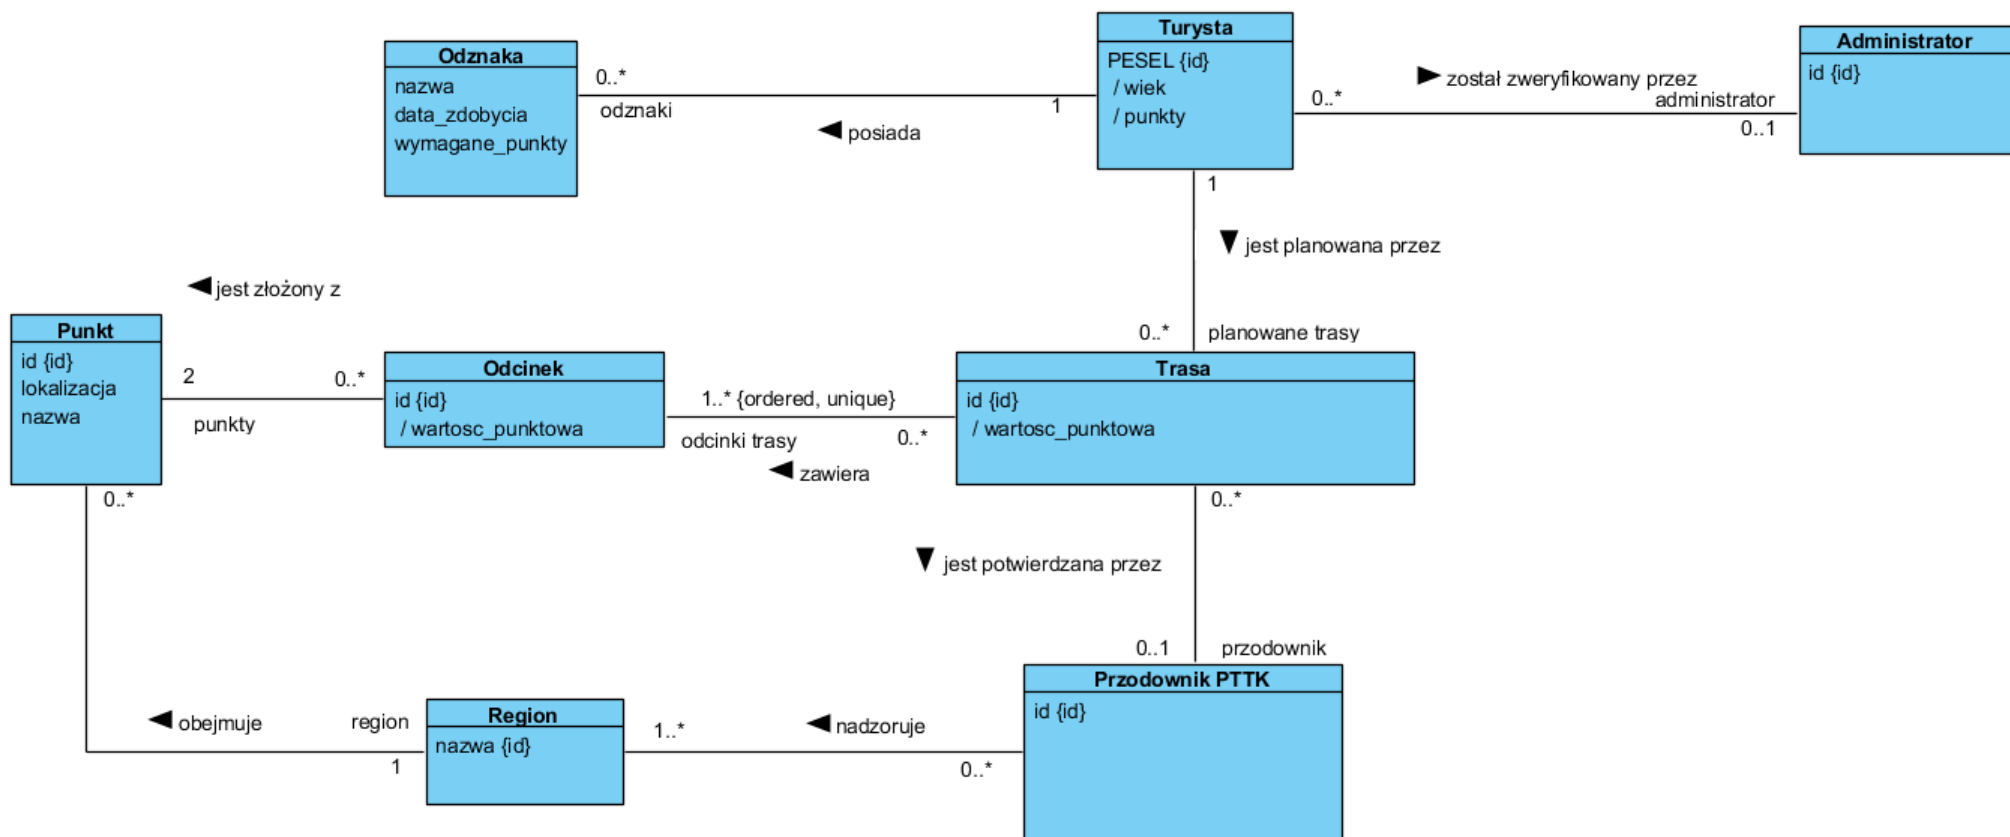 Odznaka
nazwa
data_zdobycia
wymagane_punkty
0..*
odznaki
posiada
1
Turysta
PESEL {id}
/ wiek
/ punkty
0..*
został zweryfikowany przez
administrator
0..1
Administrator
id {id}
1
jest planowana przez
0..*
planowane trasy
jest złożony z
Punkt
id {id}
lokalizacja
nazwa
2
punkty
0..*
Odcinek
id {id}
/ wartosc_punktowa
1..* {ordered, unique}
odcinki trasy
0..*
zawiera
Trasa
id {id}
/ wartosc_punktowa
0..*
0..*
jest potwierdzana przez
0..1
przodownik
Przodownik PTTK
id {id}
obejmuje
region
1
Region
nazwa {id}
1..*
nadzoruje
0..*